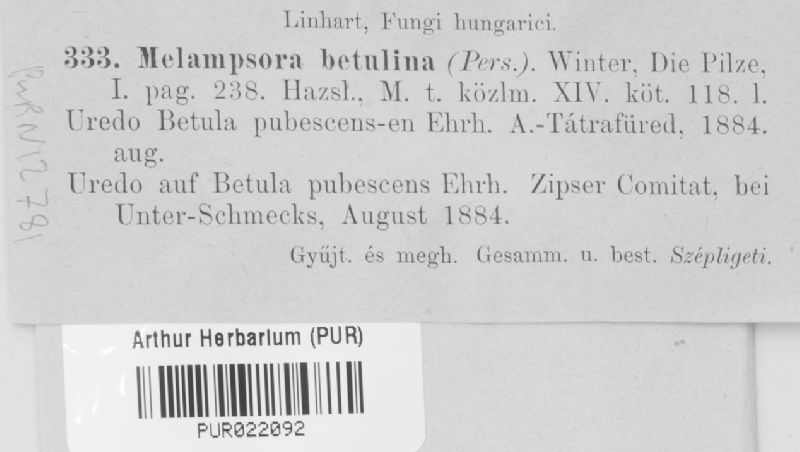 Linhart, Fungi hungarici.
333. Melampsora betulina (Pers.). Winter, Die Pilze,
I. pag. 238. Hazsl., M. t. közlm. XIV. köt. 118. l.
Uredo Betula pubescens-en Ehrh. A.-Tátrafüred, 1884.
aug.
Uredo auf Betula pubescens Ehrh. Zipser Comitat, bei
Unter-Schmecks, August 1884.
Gyűjt. és megh. Gesamm. u. best. Szépligeti.
PUR N1278,
Arthur Herbarium (PUR)
PUR022092